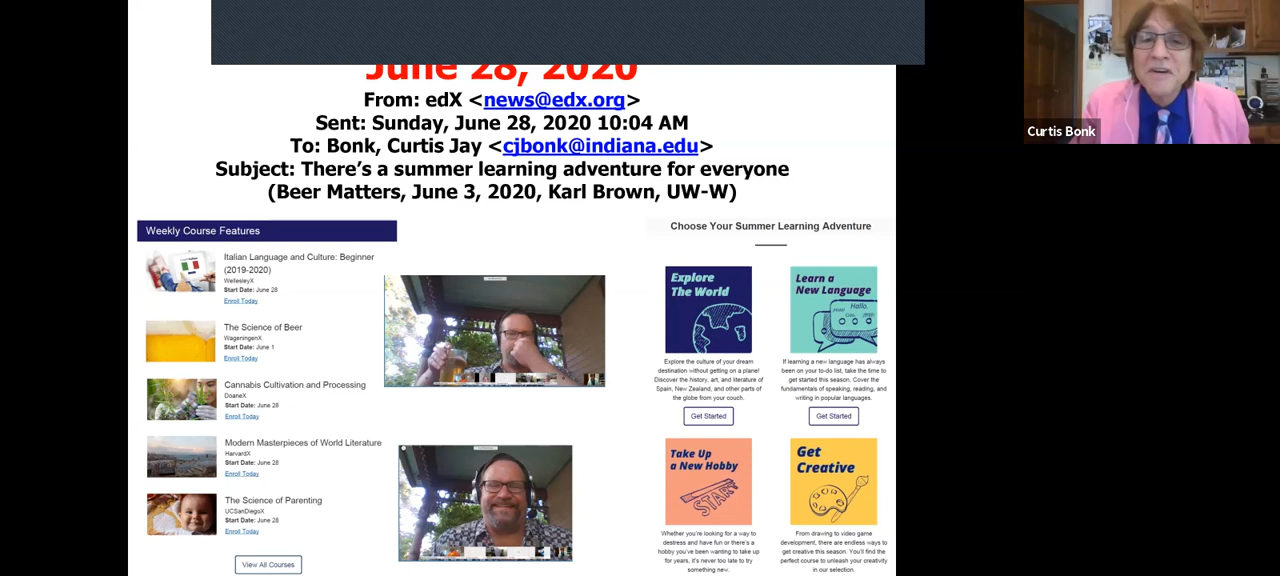 June 28, 2020
From: edX <news@edx.org>
Sent: Sunday, June 28, 2020 10:04 AM
To: Bonk, Curtis Jay <cjbonk@indiana.edu>
Subject: There's a summer learning adventure for everyone
(Beer Matters, June 3, 2020, Karl Brown, UW-W)
Curtis Bonk
Weekly Course Features
Italian Language and Culture: Beginner
(2019-2020)
WellesleyX
Start Date: June 28
Enroll Today
The Science of Beer
WageningenX
Start Date: June 1
Enroll Today
Cannabis Cultivation and Processing
DoaneX
Start Date: June 28
Enroll Today
Modern Masterpieces of World Literature
HarvardX
Start Date: June 28
Enroll Today
The Science of Parenting
UCSanDiegoX
Start Date: June 28
Enroll Today
View All Courses
Choose Your Summer Learning Adventure
Explore
The World
Explore the culture of your dream
destination without getting on a plane!
Discover the history, art, and literature of
Spain, New Zealand, and other parts of
the globe from your couch.
Get Started
Learn a
New Language
Hallo.
If learning a new language has always
been on your to-do list, take the time to
get started this season. Cover the
fundamentals of speaking, reading, and
writing in popular languages.
Get Started
Take Up
a New Hobby
START
Whether you're looking for a way to
destress and have fun or there's a
hobby you've been wanting to take up
for years, it's never too late to try
something new.
Get
Creative
From drawing to video game
development, there are endless ways to
get creative this season. You'll find the
perfect course to unleash your creativity
in our selection.